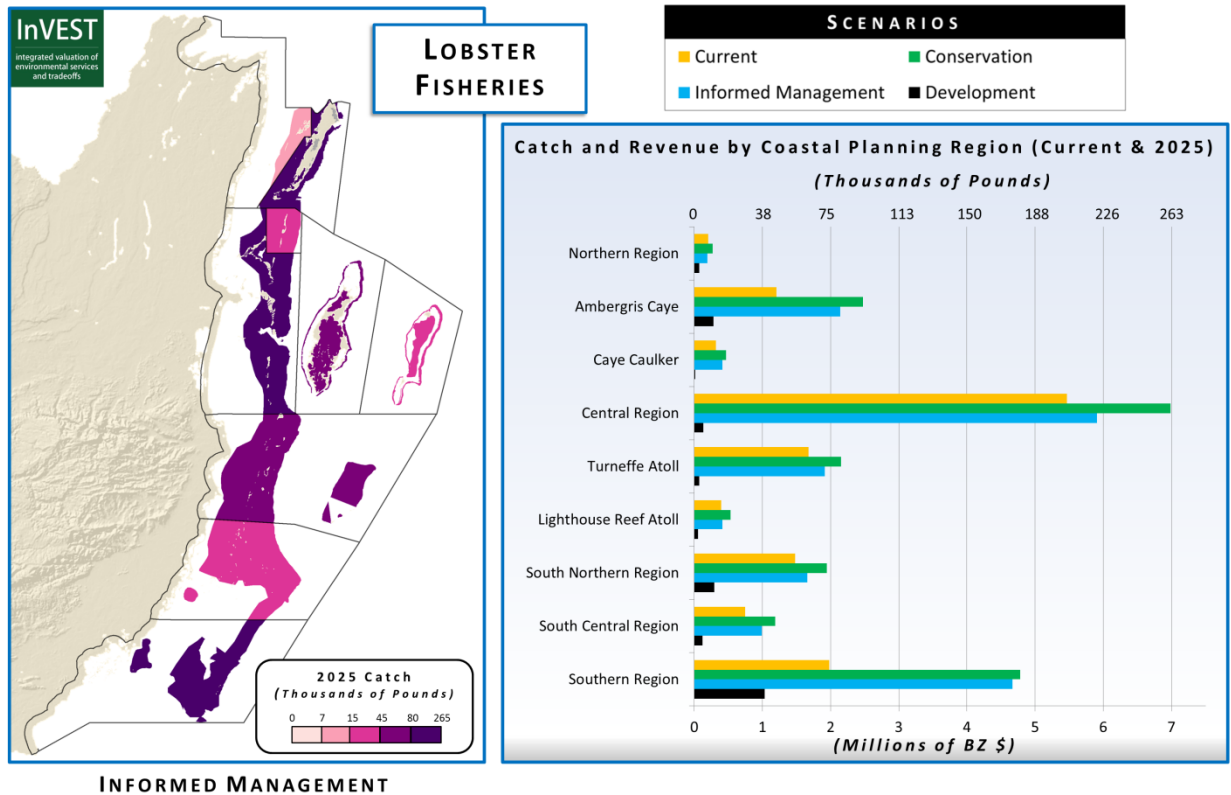 InVEST
integrated valuation of
environmental services
and tradeoffs
LOBSTER
FISHERIES
2025 Catch
(Thousands of Pounds)
0 7 15 45 80 265
INFORMED MANAGEMENT
SCENARIOS
Current
Conservation
Informed Management
Development
Catch and Revenue by Coastal Planning Region (Current & 2025)
(Thousands of Pounds)
0 38 75 113 150 188 226 263
Northern Region
Ambergris Caye
Caye Caulker
Central Region
Turneffe Atoll
Lighthouse Reef Atoll
South Northern Region
South Central Region
Southern Region
0 1 2 3 4 5 6 7
(Millions of BZ $)